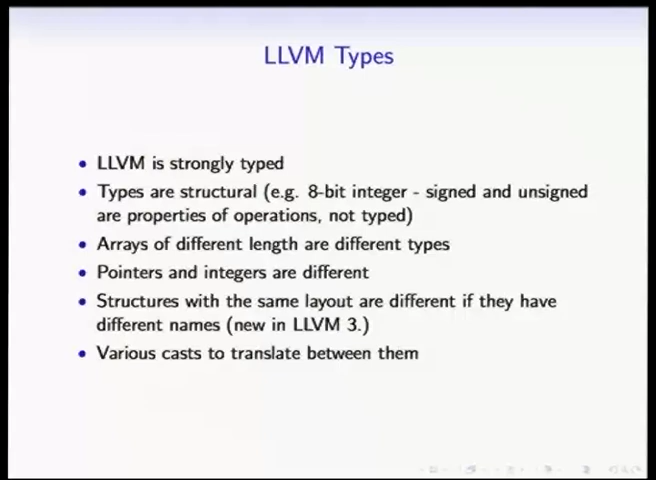 LLVM Types
• LLVM is strongly typed
• Types are structural (e.g. 8-bit integer - signed and unsigned
are properties of operations, not typed)
• Arrays of different length are different types
• Pointers and integers are different
• Structures with the same layout are different if they have
different names (new in LLVM 3.)
• Various casts to translate between them